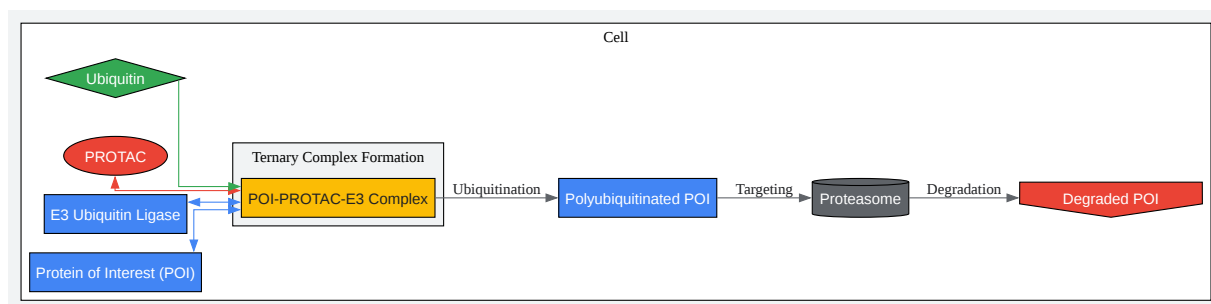 Cell
Ubiquitin
PROTAC
E3 Ubiquitin Ligase
Protein of Interest (POI)
Ternary Complex Formation
POI-PROTAC-E3 Complex
Ubiquitination
Polyubiquitinated POI
Targeting
Proteasome
Degradation
Degraded POI